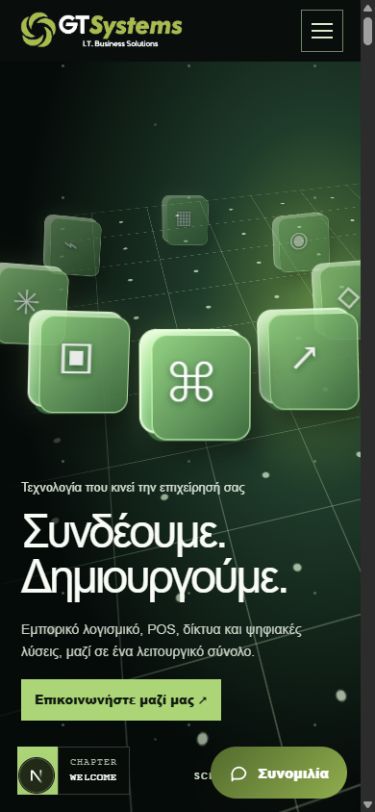 GTSystems
I.T. Business Solutions
Τεχνολογία που κινεί την επιχείρησή σας
Συνδέουμε.
Δημιουργούμε.
Εμπορικό λογισμικό, POS, δίκτυα και ψηφιακές
λύσεις, μαζί σε ένα λειτουργικό σύνολο.
Επικοινωνήστε μαζί μας ↗
N
CHAPTER
WELCOME
Συνομιλία